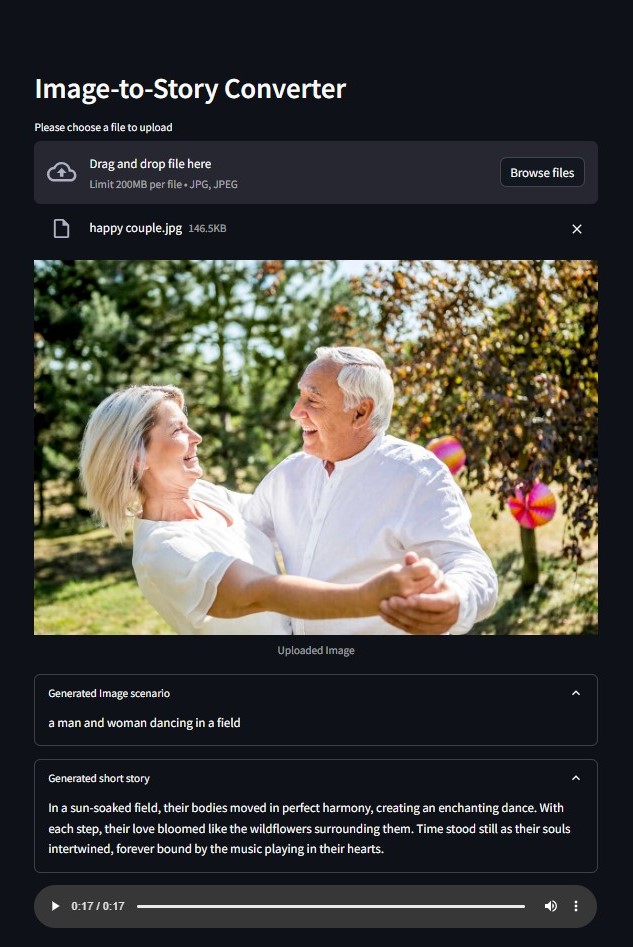 Image-to-Story Converter
Please choose a file to upload
Drag and drop file here
Limit 200MB per file • JPG, JPEG
Browse files
happy couple.jpg 146.5KB
Uploaded Image
Generated Image scenario
a man and woman dancing in a field
Generated short story
In a sun-soaked field, their bodies moved in perfect harmony, creating an enchanting dance. With
each step, their love bloomed like the wildflowers surrounding them. Time stood still as their souls
intertwined, forever bound by the music playing in their hearts.
0:17 / 0:17